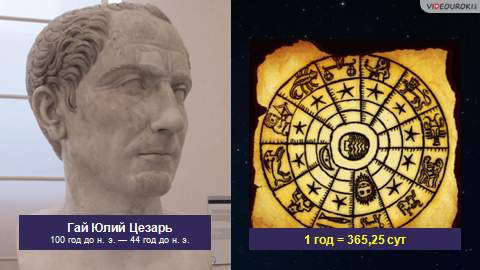 VIDEOUROKI.
Гай Юлий Цезарь
100 год до н. э. — 44 год до н. э.
1 год = 365,25 сут